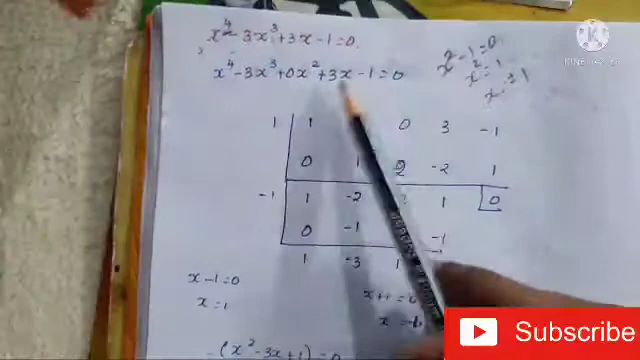 x⁴-3x³+3x-1=0.
x⁴-3x³+0x²+3x-1=0
x²-1=0
x²=1
x=±1
1 1 0 3 -1
0 1 -2 1
-1 1 -2 1 0
0 -1 -1
1 -3 1
x-1=0
x=1
x+1=0
x=-1
(x²-3x+1)=0
KINEMASTER
Subscribe